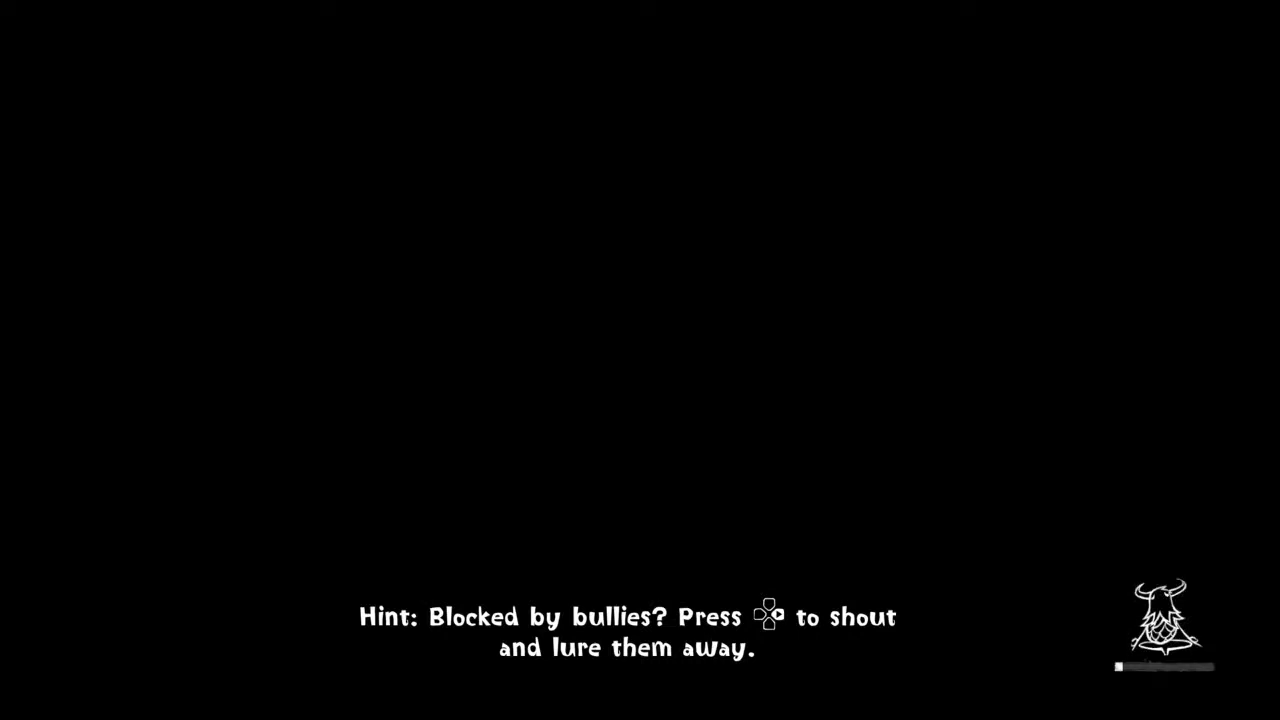 Hint: Blocked by bullies? Press to shout
and lure them away.